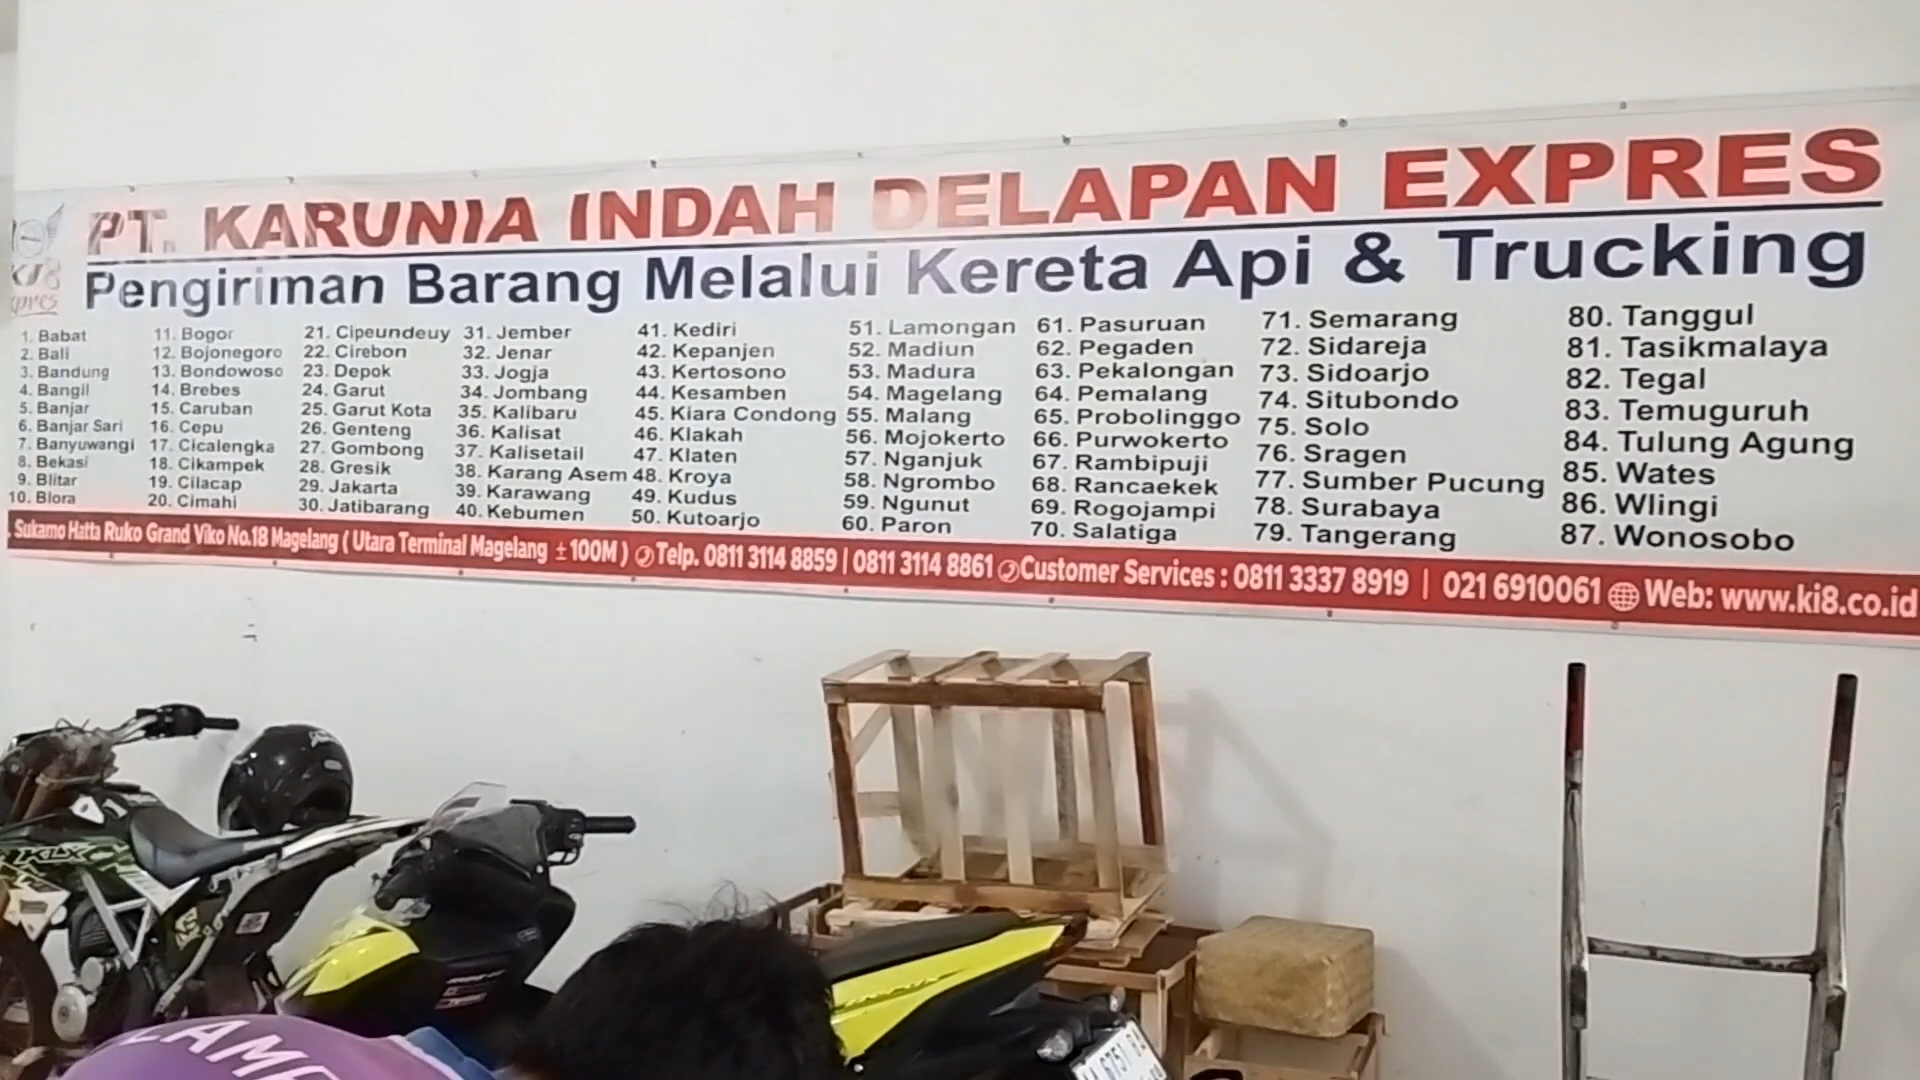 PT. KARUNIA INDAH DELAPAN EXPRES
Pengiriman Barang Melalui Kereta Api & Trucking
KI8
1. Babat
2. Bali
3. Bandung
4. Bangil
5. Banjar
6. Banjar Sari
7. Banyuwangi
8. Bekasi
9. Blitar
10. Blora
11. Bogor
12. Bojonegoro
13. Bondowoso
14. Brebes
15. Caruban
16. Cepu
17. Cicalengka
18. Cikampek
19. Cilacap
20. Cimahi
21. Cipeundeuy
22. Cirebon
23. Depok
24. Garut
25. Garut Kota
26. Genteng
27. Gombong
28. Gresik
29. Jakarta
30. Jatibarang
31. Jember
32. Jenar
33. Jogja
34. Jombang
35. Kalibaru
36. Kalisat
37. Kalisetail
38. Karang Asem
39. Karawang
40. Kebumen
41. Kediri
42. Kepanjen
43. Kertosono
44. Kesamben
45. Kiara Condong
46. Klakah
47. Klaten
48. Kroya
49. Kudus
50. Kutoarjo
51. Lamongan
52. Madiun
53. Madura
54. Magelang
55. Malang
56. Mojokerto
57. Nganjuk
58. Ngrombo
59. Ngunut
60. Paron
61. Pasuruan
62. Pegaden
63. Pekalongan
64. Pemalang
65. Probolinggo
66. Purwokerto
67. Rambipuji
68. Rancaekek
69. Rogojampi
70. Salatiga
71. Semarang
72. Sidareja
73. Sidoarjo
74. Situbondo
75. Solo
76. Sragen
77. Sumber Pucung
78. Surabaya
79. Tangerang
80. Tanggul
81. Tasikmalaya
82. Tegal
83. Temuguruh
84. Tulung Agung
85. Wates
86. Wlingi
87. Wonosobo
. Sukarno Hatta Ruko Grand Viko No.18 Magelang ( Utara Terminal Magelang ±100M ) Telp. 0811 3114 8859 | 0811 3114 8861 Customer Services : 0811 3337 8919 | 021 6910061 Web: www.ki8.co.id
KLX